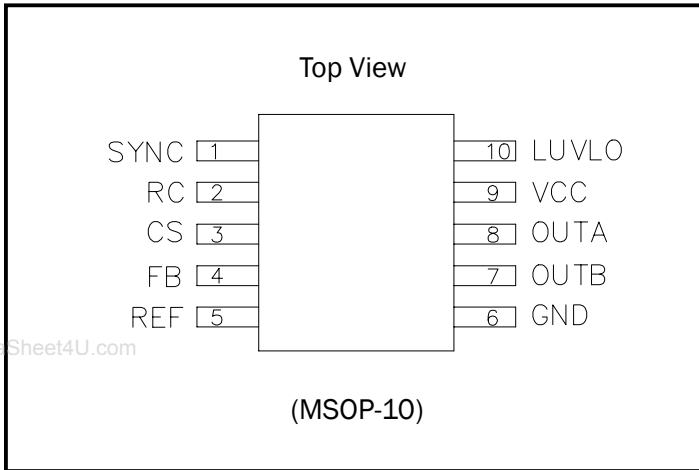 Top View
SYNC 1
RC 2
CS 3
FB 4
REF 5
10 LUVLO
9 VCC
8 OUTA
7 OUTB
6 GND
aSheet4U.com
(MSOP-10)